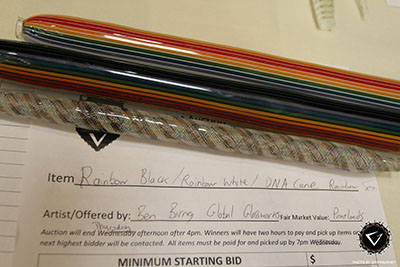 Auction
Item Rainbow Black / Rainbow White / DNA Cane Rainbow
Artist/Offered by: Ben Burney Global Glassworks Fair Market Value:
Thursday
Auction will end Wednesday afternoon after 4pm. Winners will have two hours to pay and pick up items or
next highest bidder will be contacted. All items must be paid for and picked up by 7pm Wednesday.
MINIMUM STARTING BID $